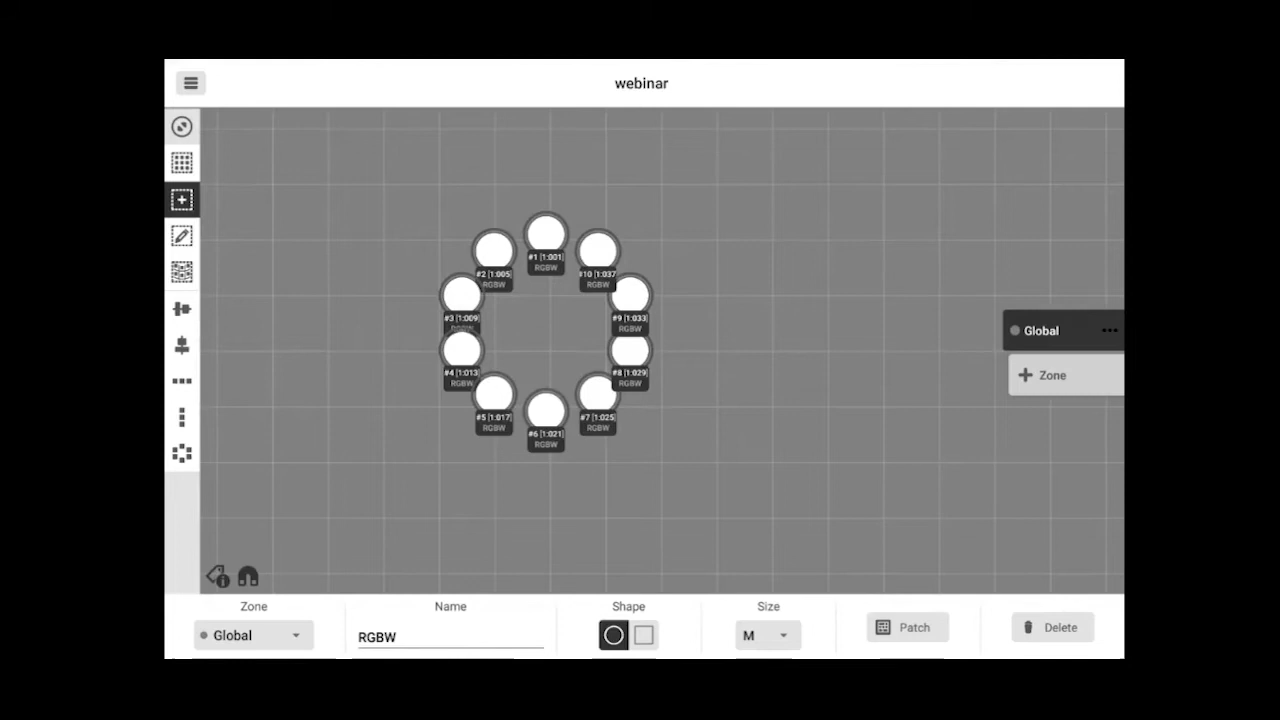 webinar
#1 [1:001]
RGBW
#2 [1:005]
RGBW
#10 [1:037
RGBW
#3 [1:009]
RGBW
#9 [1:033]
RGBW
#4 [1:013]
RGBW
#8 [1:029]
RGBW
#5 [1:017]
RGBW
#6 [1:021]
RGBW
#7 [1:025]
RGBW
Global
Zone
Zone
Name
Shape
Size
Global
RGBW
M
Patch
Delete